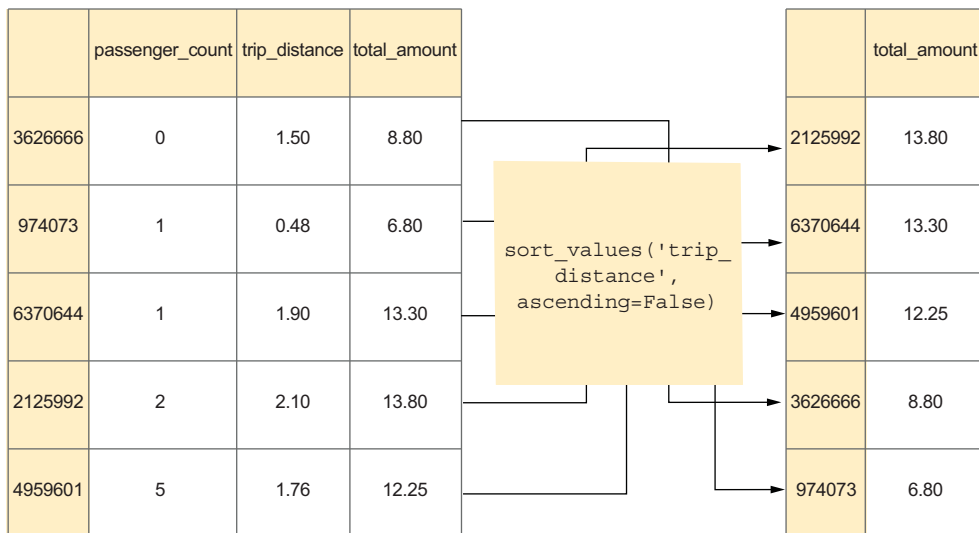 passenger_count trip_distance total_amount
3626666 0 1.50 8.80
974073 1 0.48 6.80
6370644 1 1.90 13.30
2125992 2 2.10 13.80
4959601 5 1.76 12.25
sort_values('trip_
distance',
ascending=False)
total_amount
2125992 13.80
6370644 13.30
4959601 12.25
3626666 8.80
974073 6.80